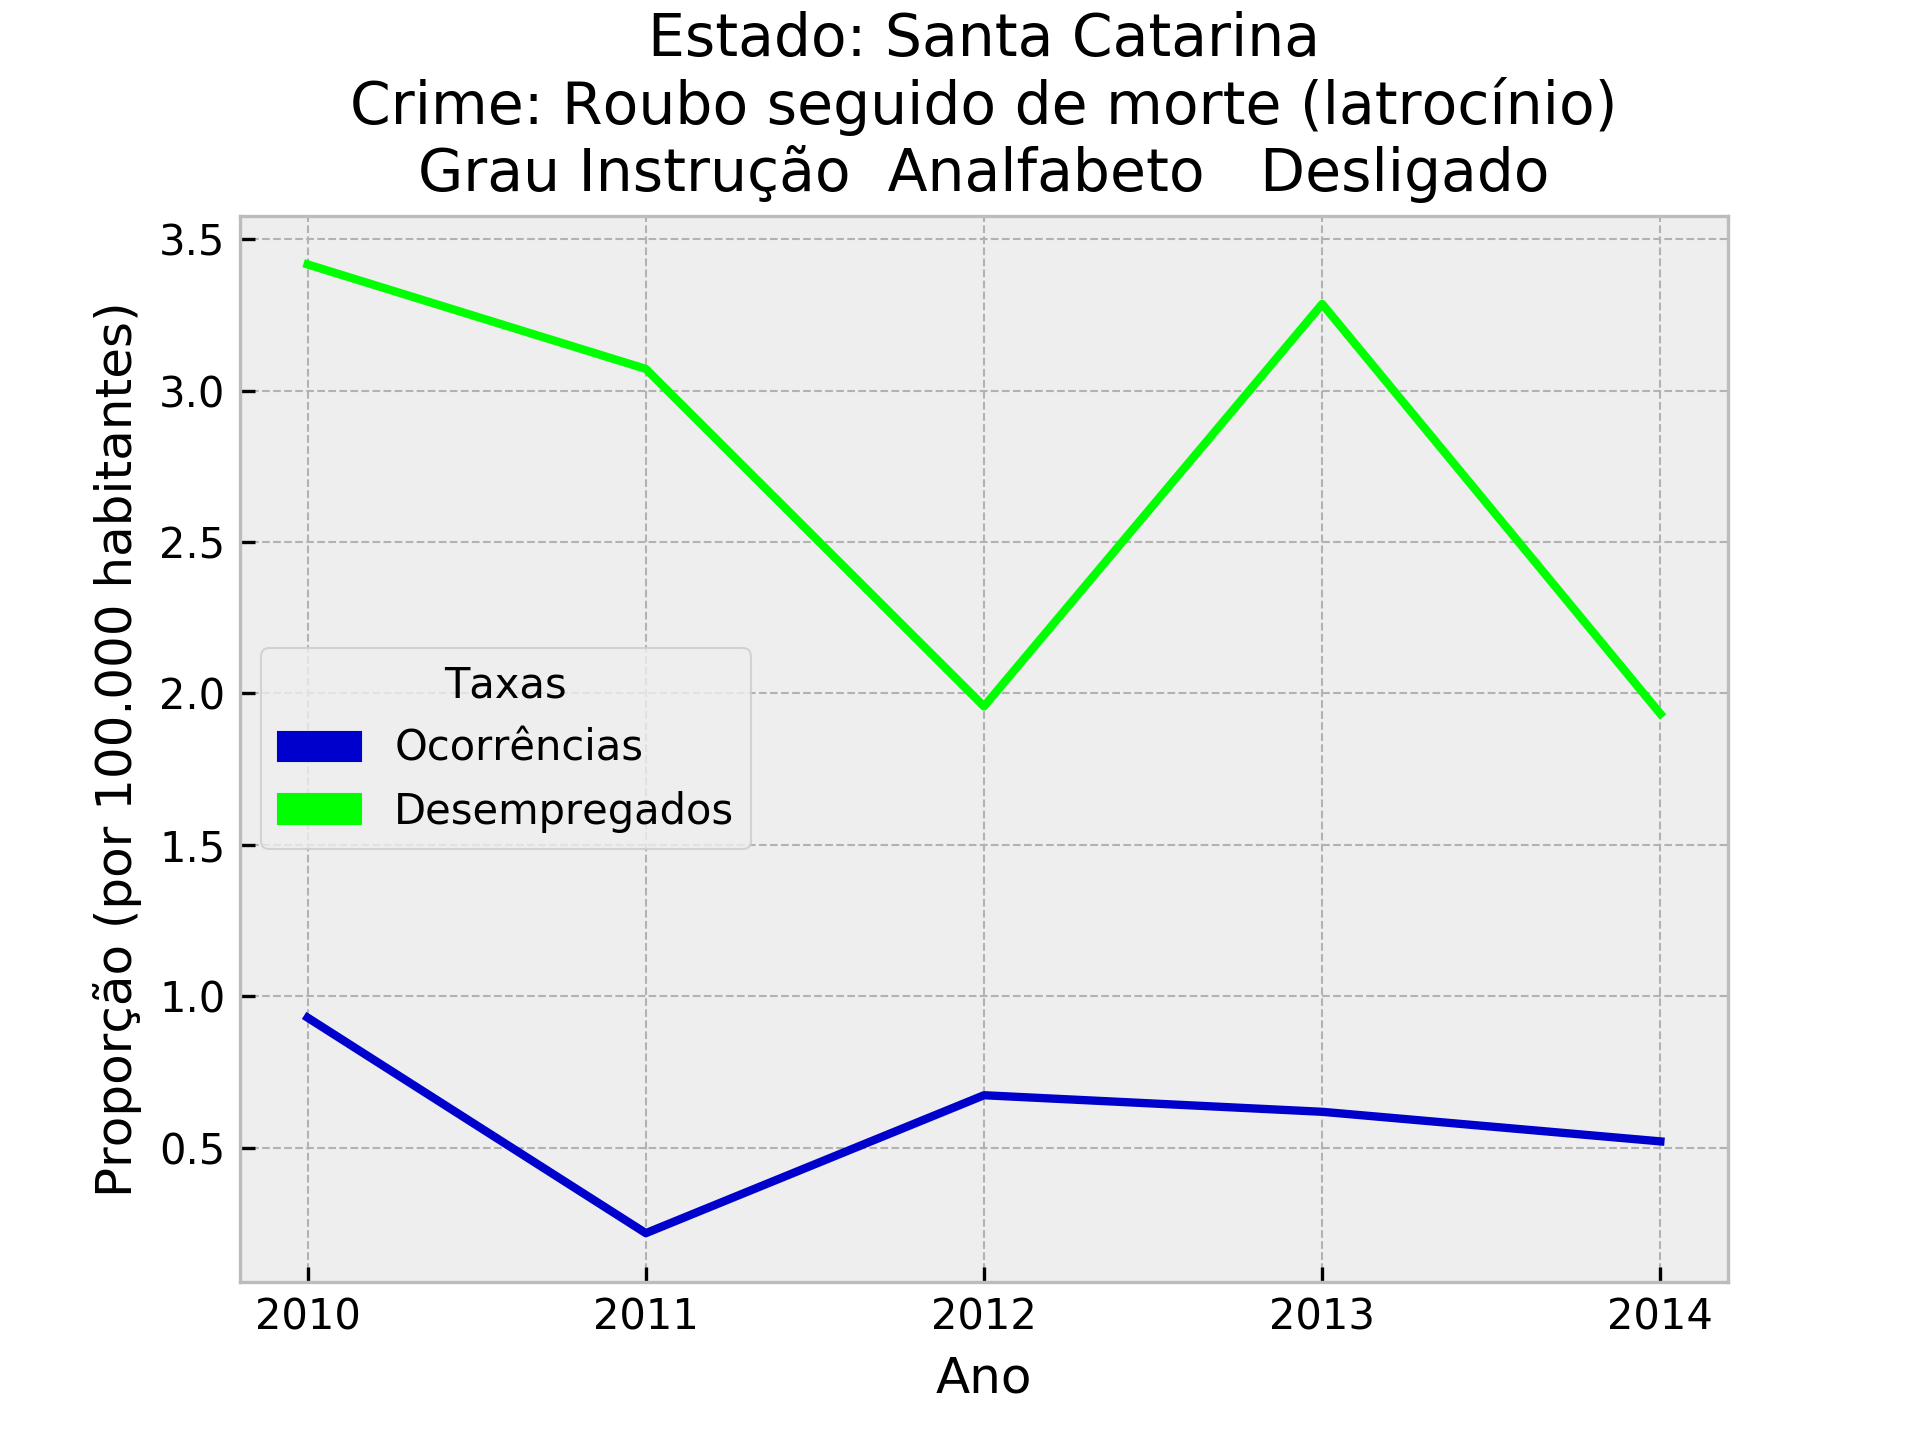 Estado: Santa Catarina
Crime: Roubo seguido de morte (latrocínio)
Grau Instrução  Analfabeto   Desligado
Proporção (por 100.000 habitantes)
3.5
3.0
2.5
2.0
1.5
1.0
0.5
Taxas
Ocorrências
Desempregados
2010 2011 2012 2013 2014
Ano